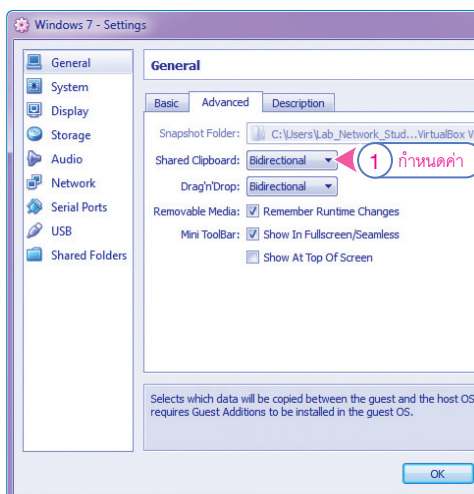 Windows 7 - Settings
General
System
Display
Storage
Audio
Network
Serial Ports
USB
Shared Folders
General
Basic Advanced Description
Snapshot Folder: C:\Users\Lab_Network_Stud...VirtualBox V
Shared Clipboard: Bidirectional 1 กำหนดค่า
Drag'n'Drop: Bidirectional
Removable Media: Remember Runtime Changes
Mini ToolBar: Show In Fullscreen/Seamless
Show At Top Of Screen
Selects which data will be copied between the guest and the host OS
requires Guest Additions to be installed in the guest OS.
OK